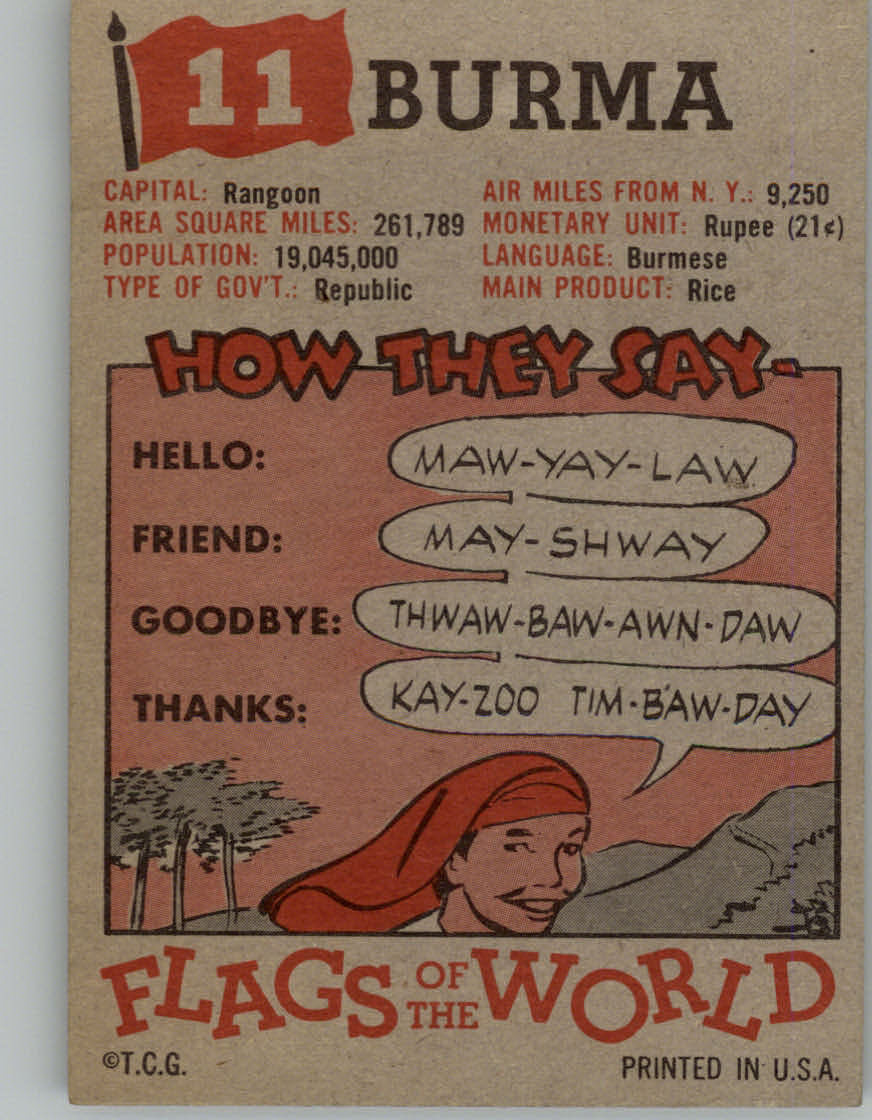 11 BURMA
CAPITAL: Rangoon
AREA SQUARE MILES: 261,789
POPULATION: 19,045,000
TYPE OF GOV'T.: Republic
AIR MILES FROM N. Y.: 9,250
MONETARY UNIT: Rupee (21¢)
LANGUAGE: Burmese
MAIN PRODUCT: Rice
HOW THEY SAY-
HELLO: MAW-YAY-LAW
FRIEND: MAY-SHWAY
GOODBYE: THWAW-BAW-AWN-DAW
THANKS: KAY-ZOO TIM-BAW-DAY
FLAGS OF THE WORLD
©T.C.G.
PRINTED IN U.S.A.